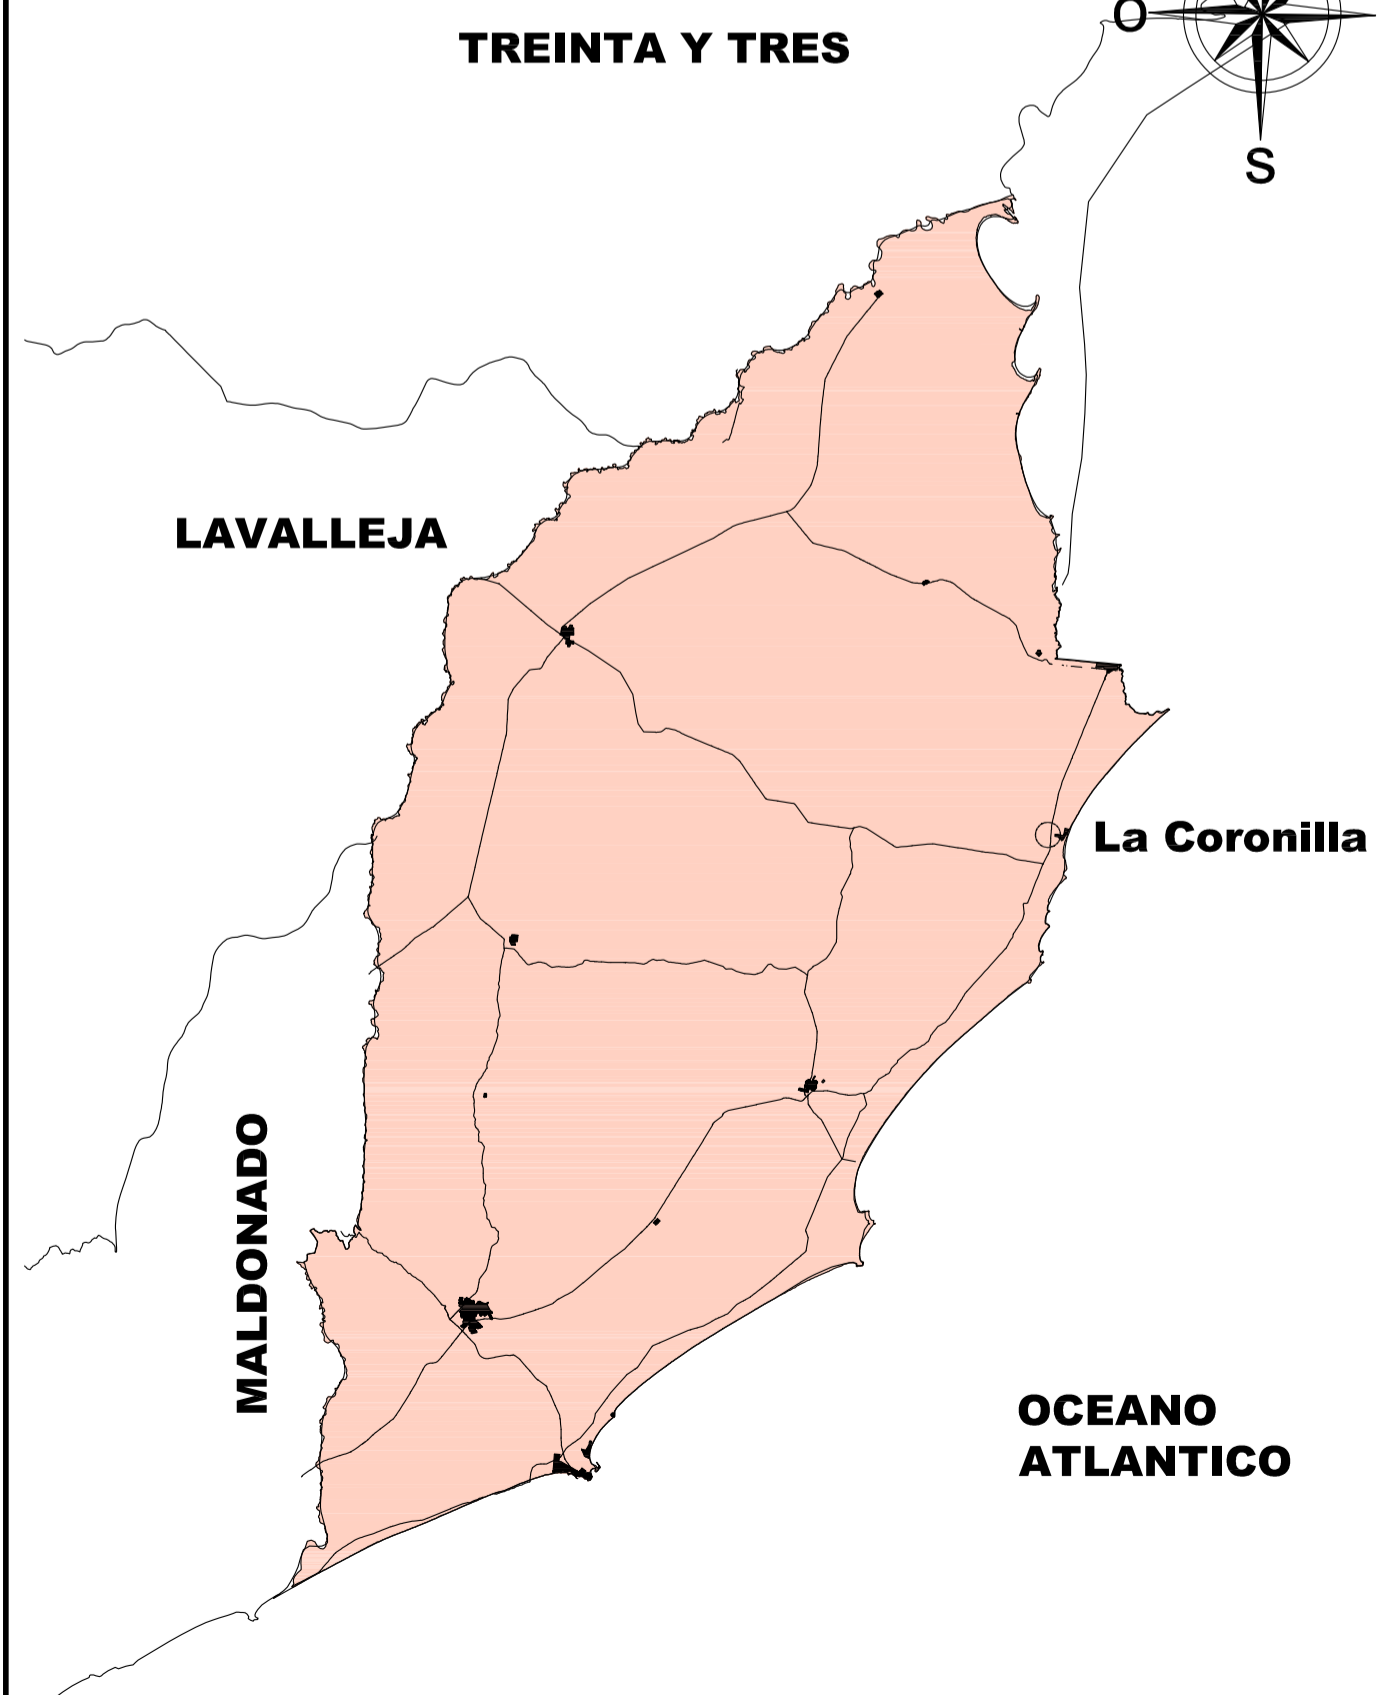 O
TREINTA Y TRES
S
LAVALLEJA
La Coronilla
MALDONADO
OCEANO
ATLANTICO